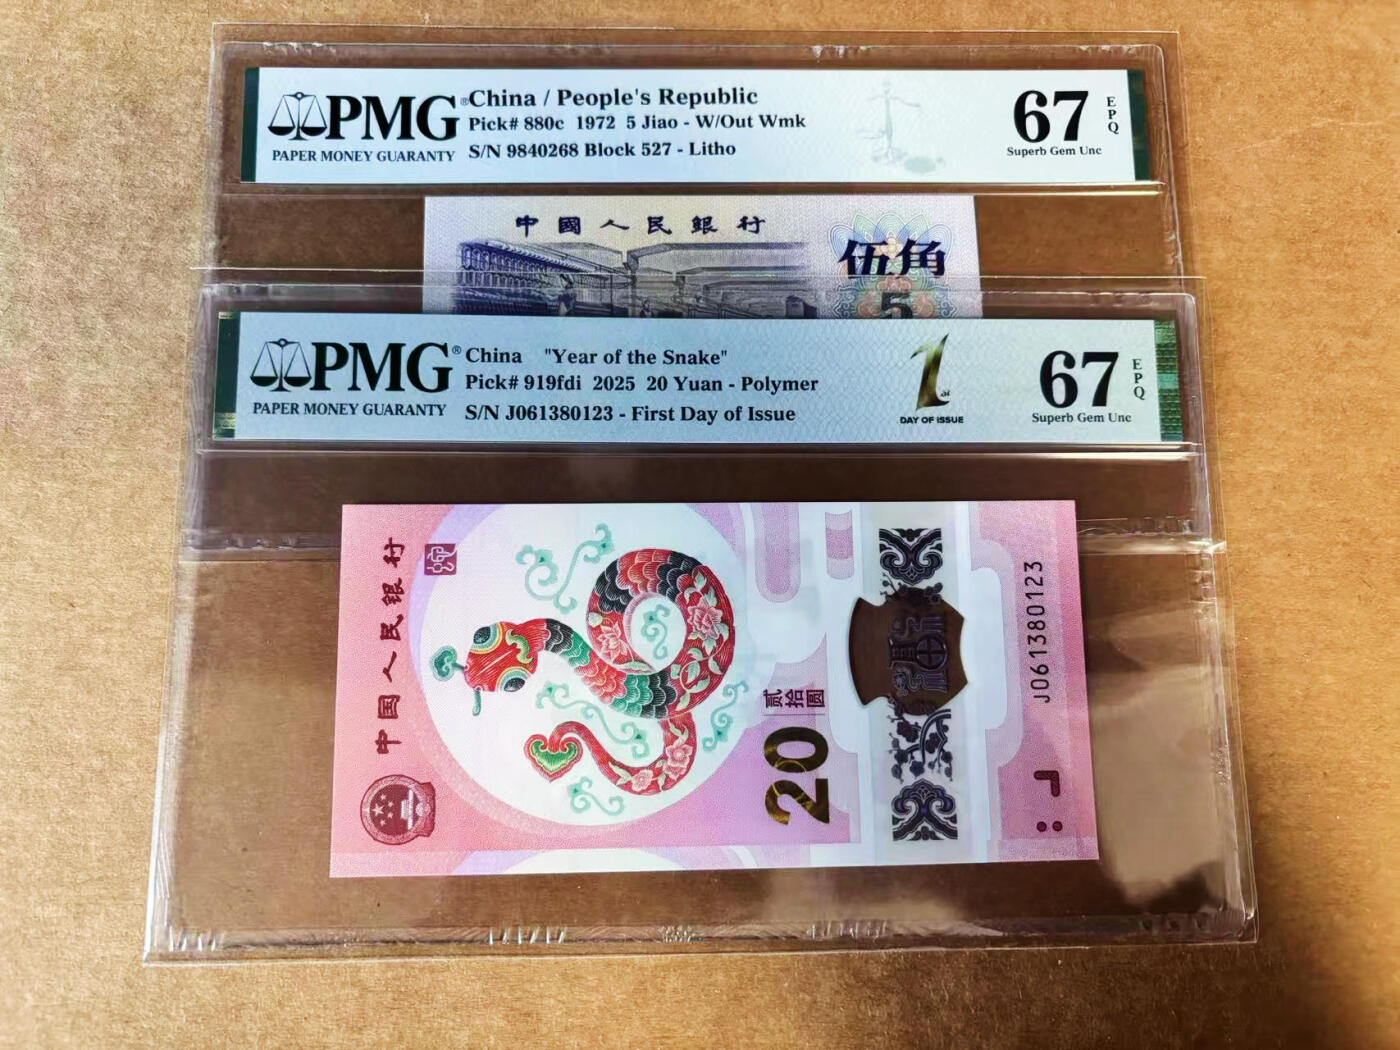 PMG®
PAPER MONEY GUARANTY
China / People's Republic
Pick# 880c 1972 5 Jiao - W/Out Wmk
S/N 9840268 Block 527 - Litho
67
EPQ
Superb Gem Unc
中國人民銀行
伍角
5
PMG®
PAPER MONEY GUARANTY
China "Year of the Snake"
Pick# 919fdi 2025 20 Yuan - Polymer
S/N J061380123 - First Day of Issue
1st
DAY OF ISSUE
67
EPQ
Superb Gem Unc
中国人民银行
贰拾圆
20
J061380123